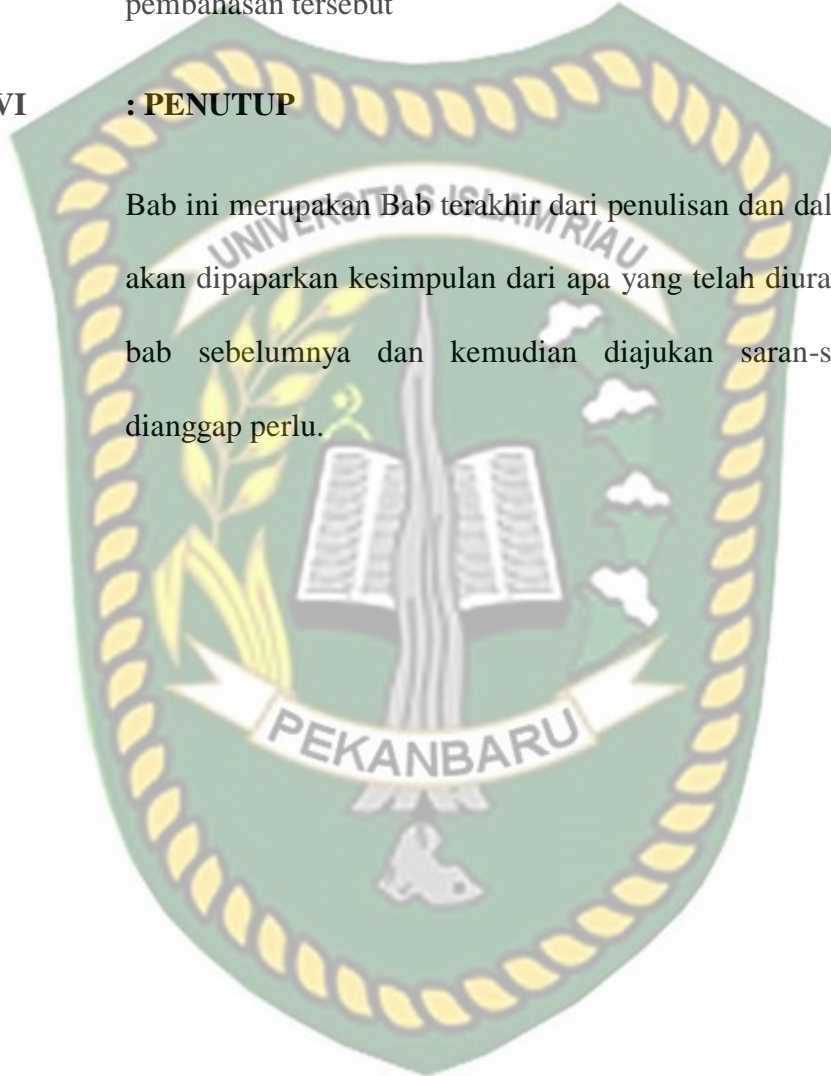 pembahasan tersebut
VI : PENUTUP
Bab ini merupakan Bab terakhir dari penulisan dan dal
UNIVERSITAS ISLAM RIAU
akan dipaparkan kesimpulan dari apa yang telah diura
bab sebelumnya dan kemudian diajukan saran-s
dianggap perlu.
PEKANBARU